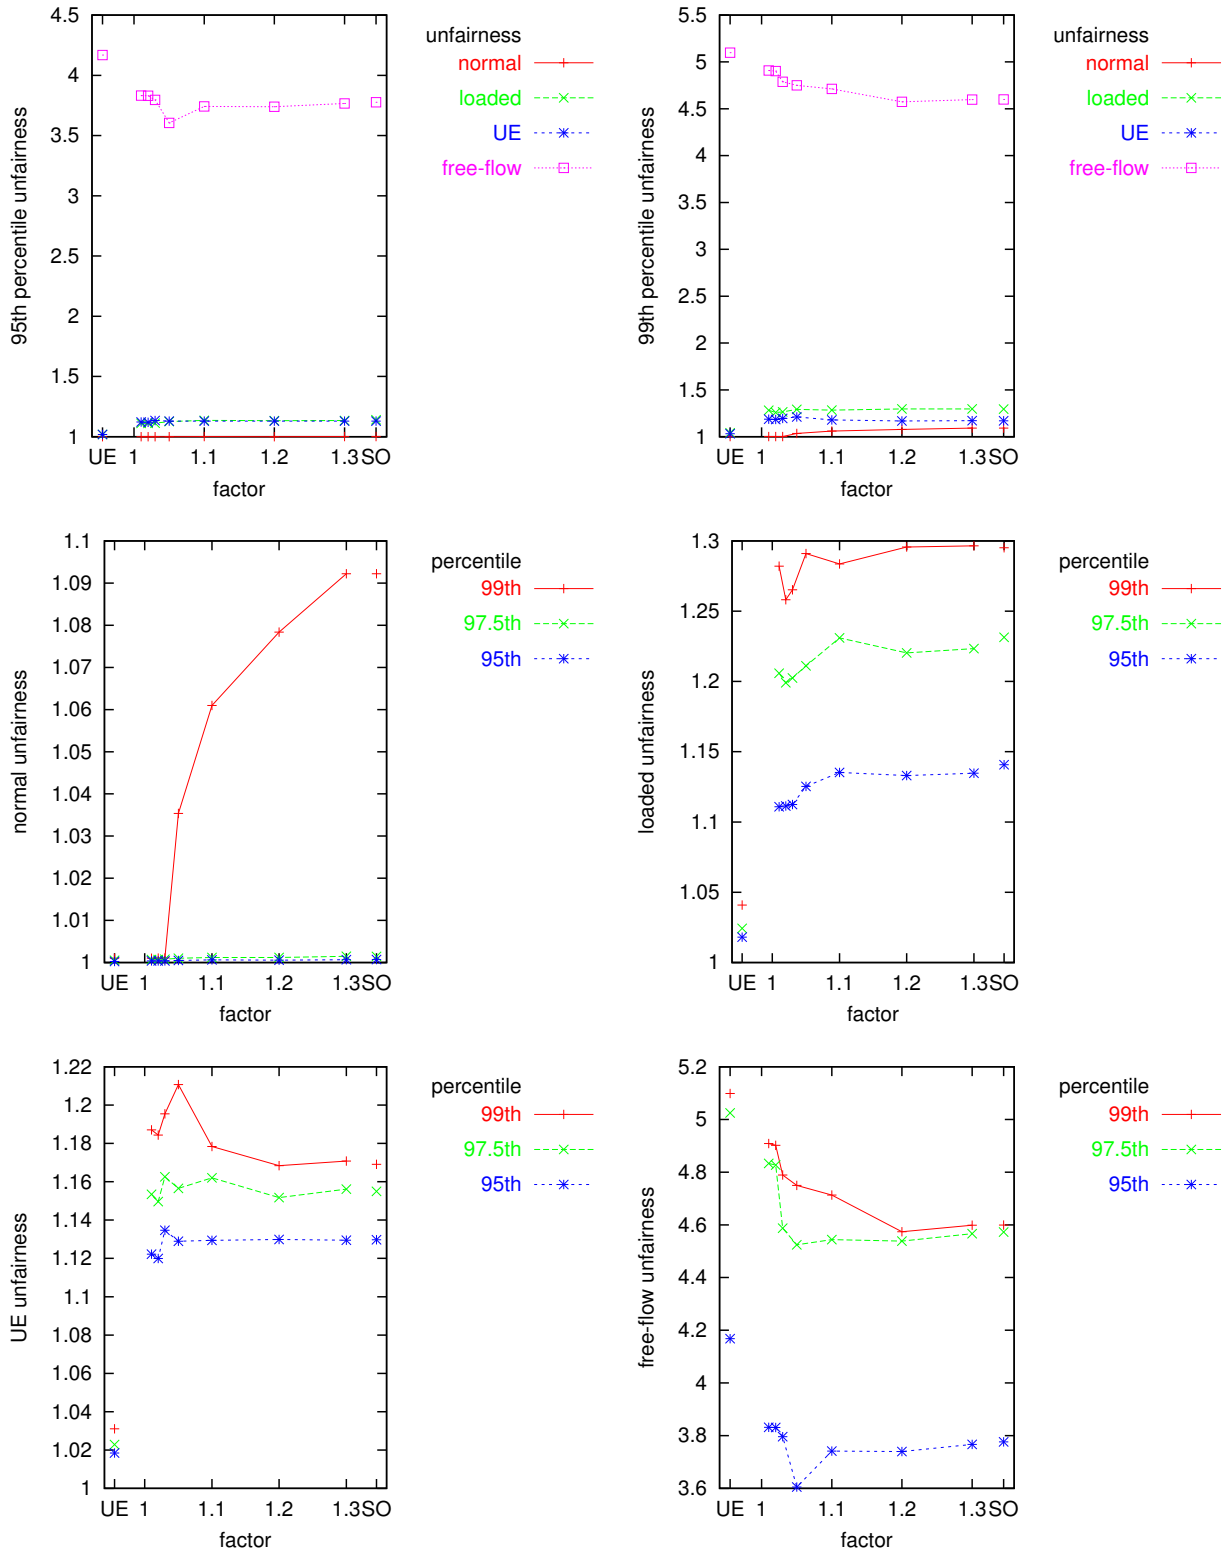 95th percentile unfairness
4.5
4
3.5
3
2.5
2
1.5
1
UE 1 1.1 1.2 1.3 SO
factor
unfairness
normal
loaded
UE
free-flow
99th percentile unfairness
5.5
5
4.5
4
3.5
3
2.5
2
1.5
1
UE 1 1.1 1.2 1.3 SO
factor
unfairness
normal
loaded
UE
free-flow
normal unfairness
1.1
1.09
1.08
1.07
1.06
1.05
1.04
1.03
1.02
1.01
1
UE 1 1.1 1.2 1.3 SO
factor
percentile
99th
97.5th
95th
loaded unfairness
1.3
1.25
1.2
1.15
1.1
1.05
1
UE 1 1.1 1.2 1.3 SO
factor
percentile
99th
97.5th
95th
UE unfairness
1.22
1.2
1.18
1.16
1.14
1.12
1.1
1.08
1.06
1.04
1.02
1
UE 1 1.1 1.2 1.3 SO
factor
percentile
99th
97.5th
95th
free-flow unfairness
5.2
5
4.8
4.6
4.4
4.2
4
3.8
3.6
UE 1 1.1 1.2 1.3 SO
factor
percentile
99th
97.5th
95th